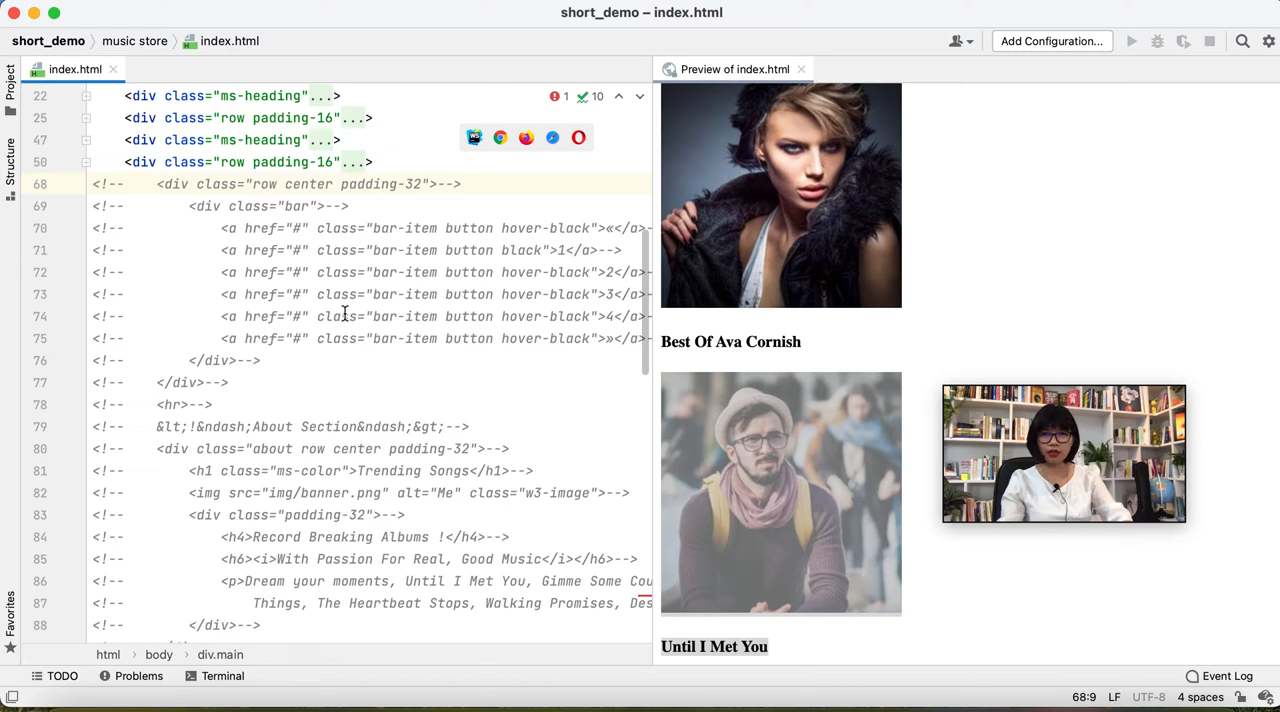 short_demo – index.html
short_demo
music store
index.html
Add Configuration...
index.html
Preview of index.html
Project
Structure
Favorites
22 <div class="ms-heading"...>
25 <div class="row padding-16"...>
47 <div class="ms-heading"...>
50 <div class="row padding-16"...>
68 <!-- <div class="row center padding-32">-->
69 <!-- <div class="bar">-->
70 <!-- <a href="#" class="bar-item button hover-black">«</a>-
71 <!-- <a href="#" class="bar-item button black">1</a>-->
72 <!-- <a href="#" class="bar-item button hover-black">2</a>-
73 <!-- <a href="#" class="bar-item button hover-black">3</a>-
74 <!-- <a href="#" class="bar-item button hover-black">4</a>-
75 <!-- <a href="#" class="bar-item button hover-black">»</a>-
76 <!-- </div>-->
77 <!-- </div>-->
78 <!-- <hr>-->
79 <!-- &lt;!&ndash;About Section&ndash;&gt;-->
80 <!-- <div class="about row center padding-32">-->
81 <!-- <h1 class="ms-color">Trending Songs</h1>-->
82 <!-- <img src="img/banner.png" alt="Me" class="w3-image">-->
83 <!-- <div class="padding-32">-->
84 <!-- <h4>Record Breaking Albums !</h4>-->
85 <!-- <h6><i>With Passion For Real, Good Music</i></h6>-->
86 <!-- <p>Dream your moments, Until I Met You, Gimme Some Cou
87 <!-- Things, The Heartbeat Stops, Walking Promises, Des
88 <!-- </div>-->
1
10
Best Of Ava Cornish
Until I Met You
html
body
div.main
TODO
Problems
Terminal
Event Log
68:9
LF
UTF-8
4 spaces